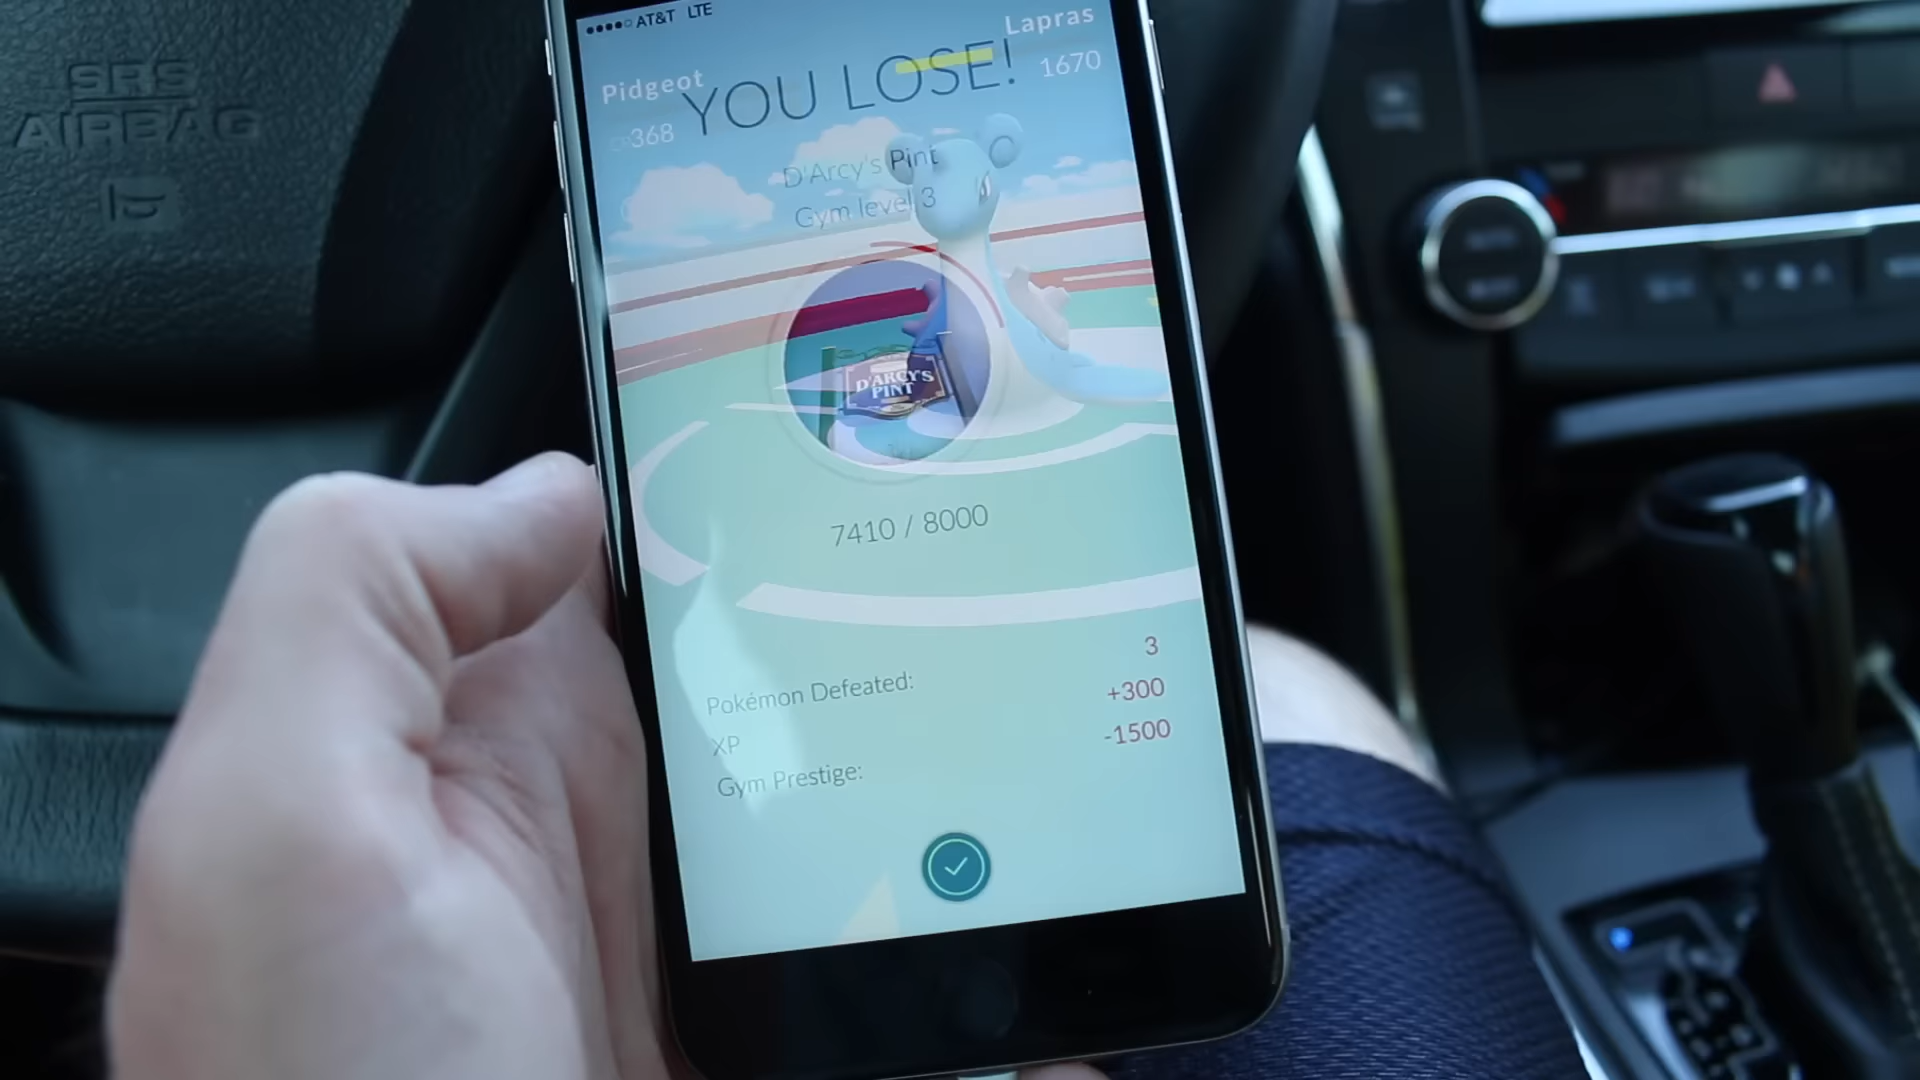 SRS
AIRBAG
AT&T LTE
Lapras
1670
Pidgeot
CP368
YOU LOSE!
D'Arcy's Pint
Gym level 3
D'ARCY'S
PINT
7410 / 8000
3
Pokémon Defeated:
+300
XP
-1500
Gym Prestige: